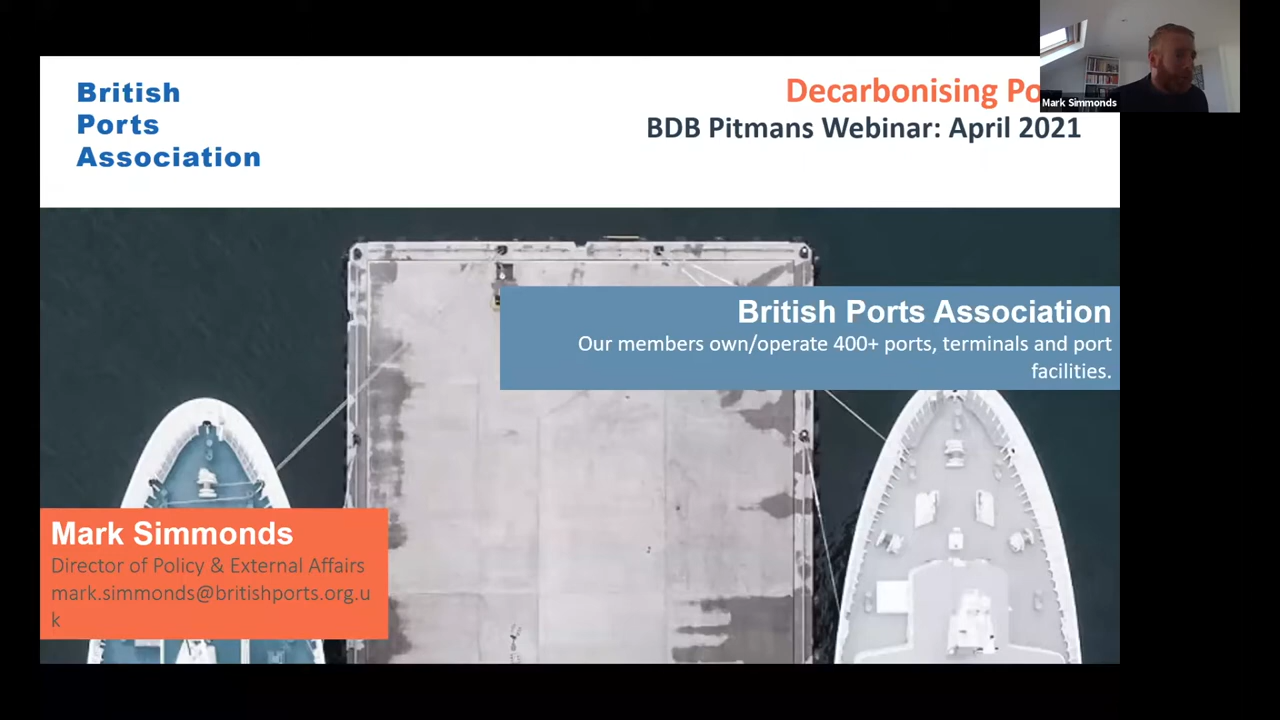 British
Ports
Association
Decarbonising
BDB Pitmans Webinar: April 2021
Mark Simmonds
British Ports Association
Our members own/operate 400+ ports, terminals and port
facilities.
Mark Simmonds
Director of Policy & External Affairs
mark.simmonds@britishports.org.u
k